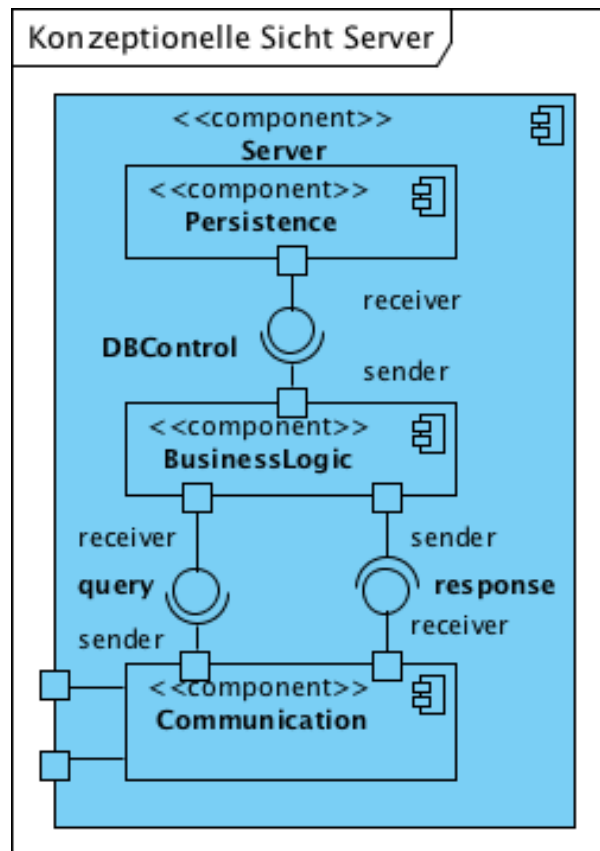 Konzeptionelle Sicht Server
<<component>>
Server
<<component>>
Persistence
receiver
DBControl
sender
<<component>>
BusinessLogic
receiver
sender
query
response
receiver
sender
<<component>>
Communication